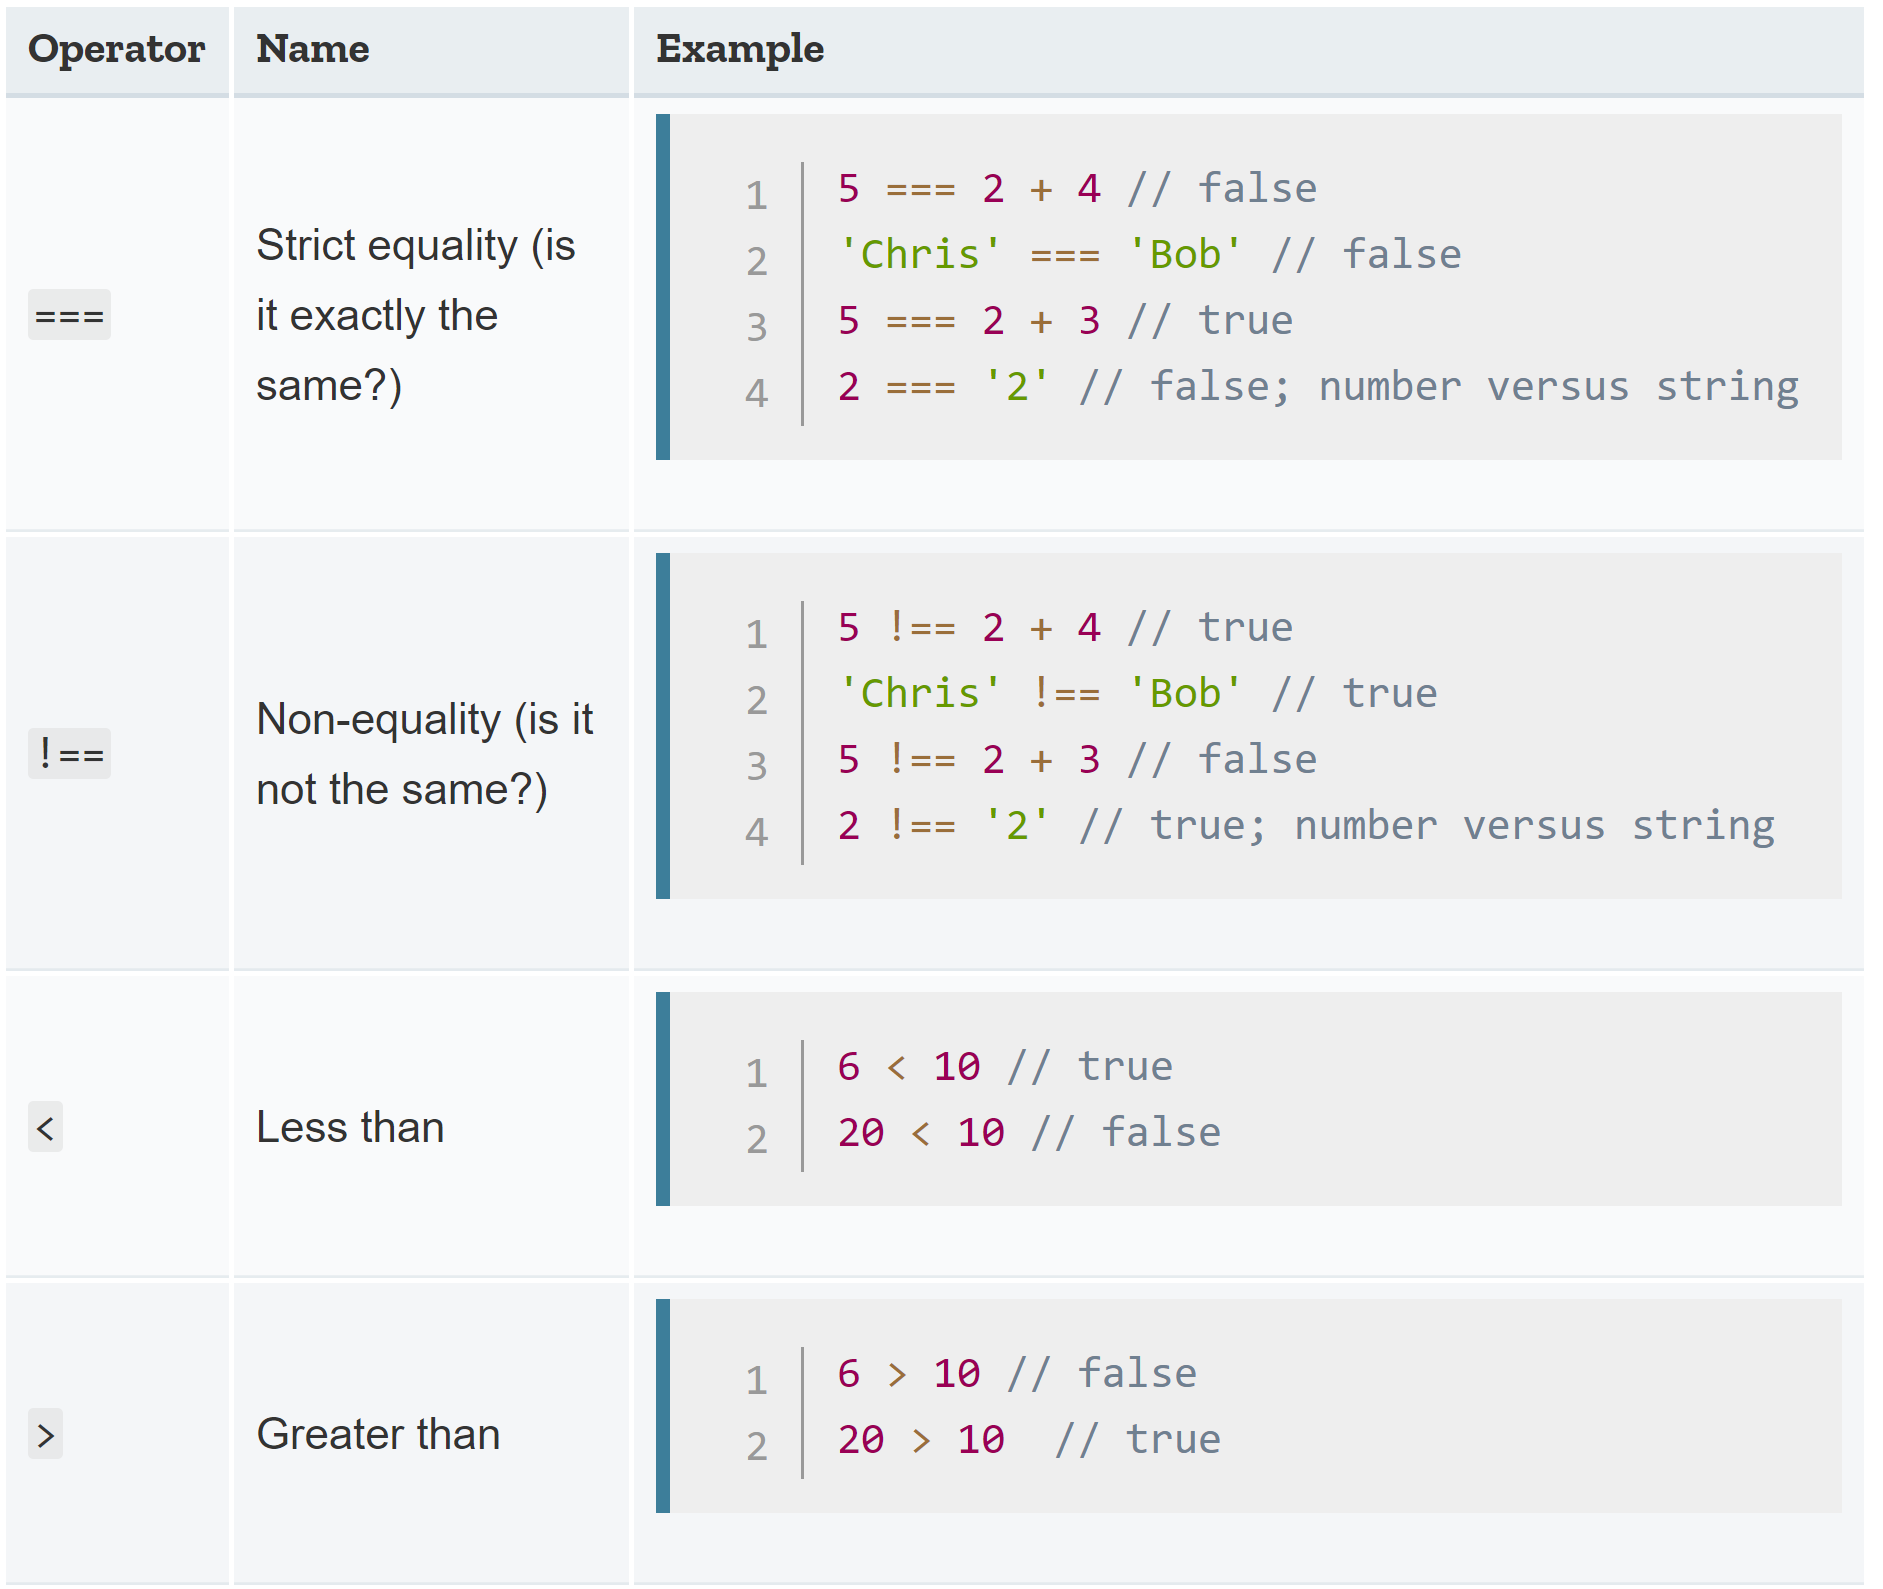 Operator Name Example
===
Strict equality (is
it exactly the
same?)
1 5 === 2 + 4 // false
2 'Chris' === 'Bob' // false
3 5 === 2 + 3 // true
4 2 === '2' // false; number versus string
!==
Non-equality (is it
not the same?)
1 5 !== 2 + 4 // true
2 'Chris' !== 'Bob' // true
3 5 !== 2 + 3 // false
4 2 !== '2' // true; number versus string
<
Less than
1 6 < 10 // true
2 20 < 10 // false
>
Greater than
1 6 > 10 // false
2 20 > 10  // true